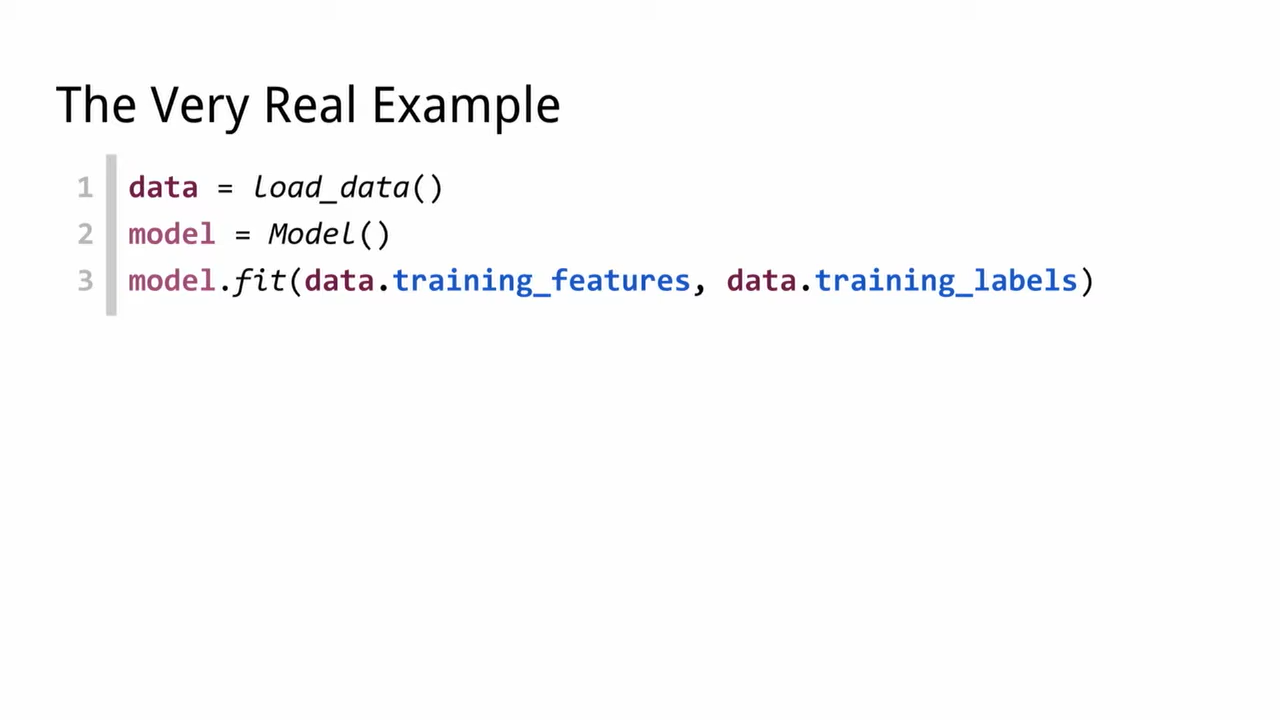 The Very Real Example
1 data = load_data()
2 model = Model()
3 model.fit(data.training_features, data.training_labels)